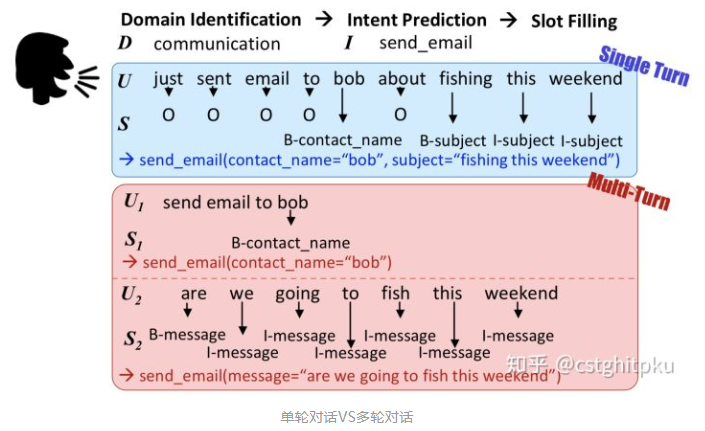 Domain Identification → Intent Prediction → Slot Filling
D communication I send_email
Single Turn
U just sent email to bob about fishing this weekend
S O O O O O
B-contact_name B-subject I-subject I-subject
→ send_email(contact_name=“bob”, subject=“fishing this weekend”)
Multi-Turn
U1 send email to bob
S1 B-contact_name
→ send_email(contact_name=“bob”)
U2 are we going to fish this weekend
S2 B-message I-message I-message I-message
I-message I-message I-message
→ send_email(message=“are we going to fish this weekend”)
知乎 @cstghitpku
单轮对话VS多轮对话